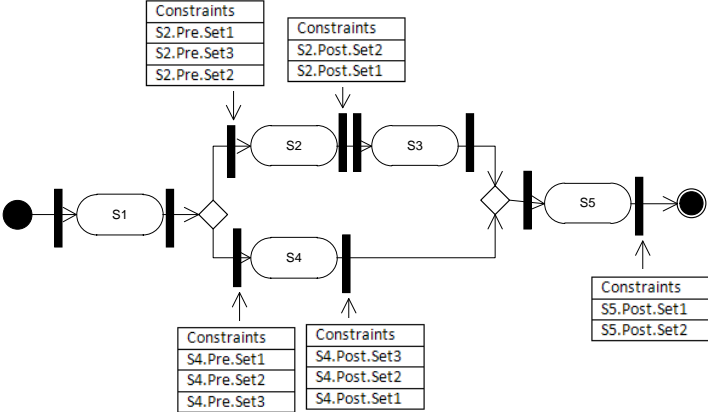 Constraints
S2.Pre.Set1
S2.Pre.Set3
S2.Pre.Set2
Constraints
S2.Post.Set2
S2.Post.Set1
S2
S3
S1
S5
S4
Constraints
S5.Post.Set1
S5.Post.Set2
Constraints
S4.Pre.Set1
S4.Pre.Set2
S4.Pre.Set3
Constraints
S4.Post.Set3
S4.Post.Set2
S4.Post.Set1